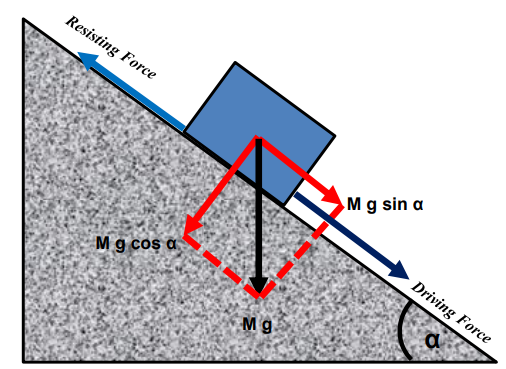 Resisting Force
M g sin α
M g cos α
M g
Driving Force
α